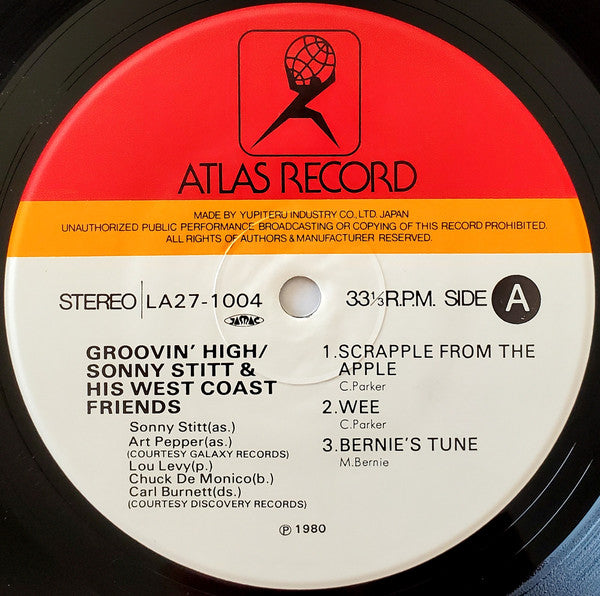 ATLAS RECORD
MADE BY YUPITERU INDUSTRY CO., LTD. JAPAN
UNAUTHORIZED PUBLIC PERFORMANCE BROADCASTING OR COPYING OF THIS RECORD PROHIBITED.
ALL RIGHTS OF AUTHORS & MANUFACTURER RESERVED.
STEREO LA27-1004
JASRAC
33⅓ R.P.M. SIDE A
GROOVIN' HIGH/
SONNY STITT &
HIS WEST COAST
FRIENDS
Sonny Stitt(as.)
Art Pepper(as.)
(COURTESY GALAXY RECORDS)
Lou Levy(p.)
Chuck De Monico(b.)
Carl Burnett(ds.)
(COURTESY DISCOVERY RECORDS)
1.SCRAPPLE FROM THE
APPLE
C.Parker
2.WEE
C.Parker
3.BERNIE'S TUNE
M.Bernie
℗ 1980